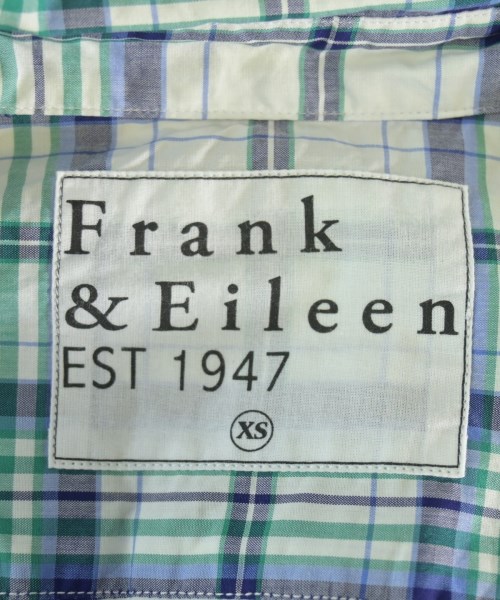 Frank
& Eileen
EST 1947
XS